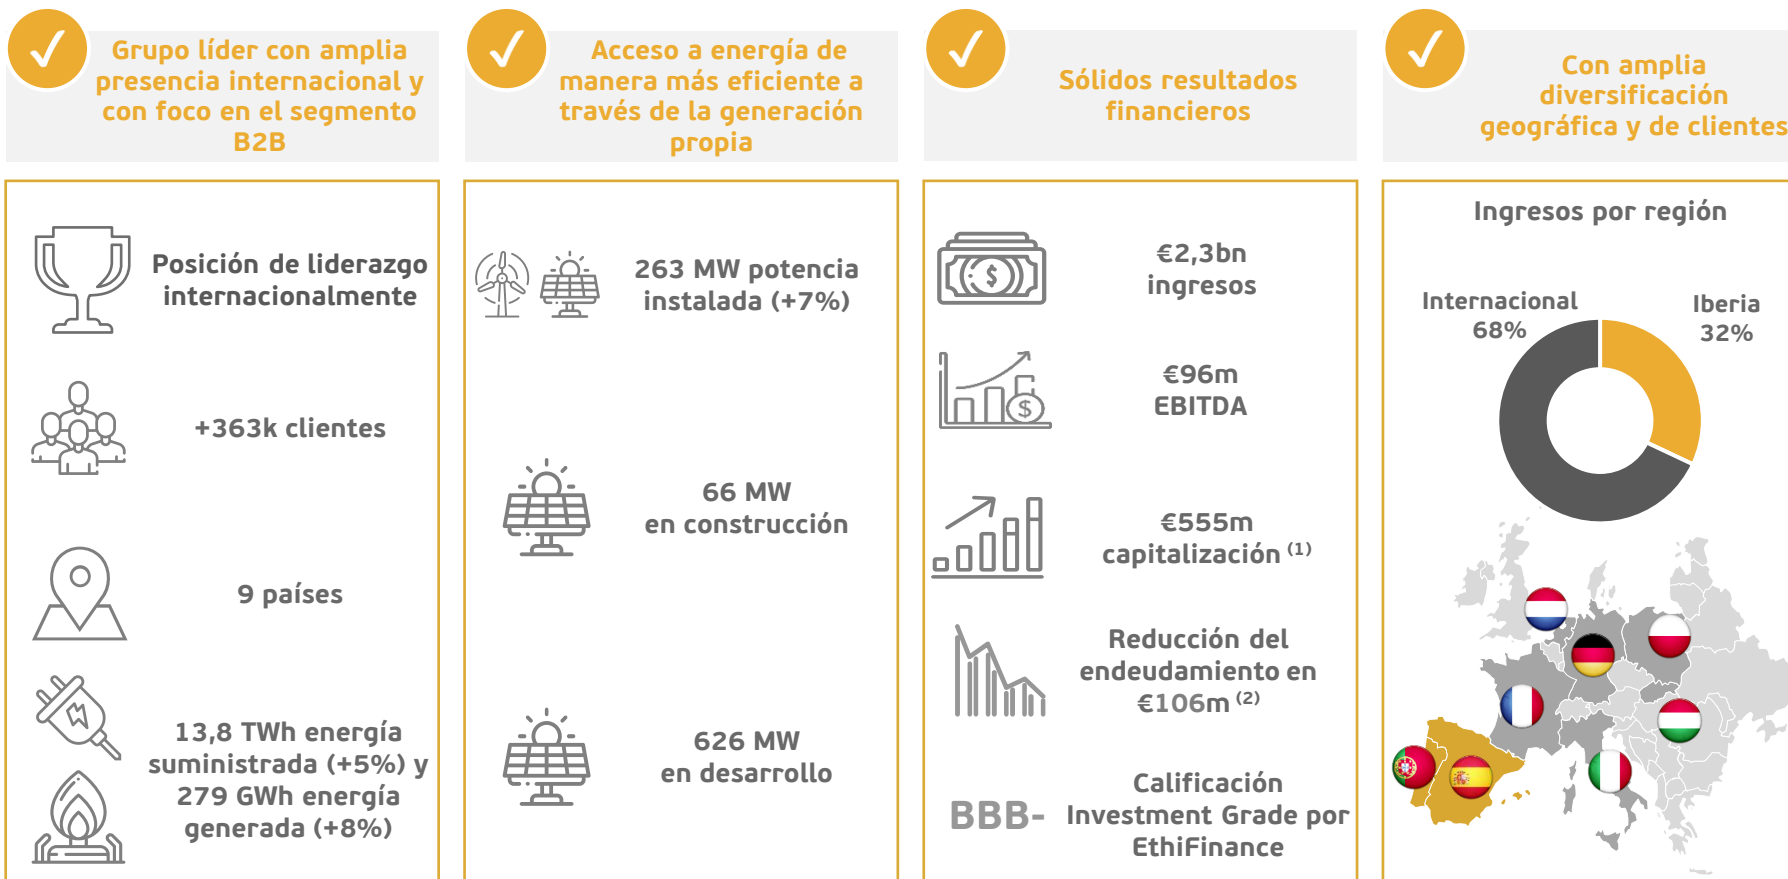 Grupo líder con amplia
presencia internacional y
con foco en el segmento
B2B
Posición de liderazgo
internacionalmente
+363k clientes
9 países
13,8 TWh energía
suministrada (+5%) y
279 GWh energía
generada (+8%)
Acceso a energía de
manera más eficiente a
través de la generación
propia
263 MW potencia
instalada (+7%)
66 MW
en construcción
626 MW
en desarrollo
Sólidos resultados
financieros
€2,3bn
ingresos
€96m
EBITDA
€555m
capitalización (1)
Reducción del
endeudamiento en
€106m (2)
BBB-
Calificación
Investment Grade por
EthiFinance
Con amplia
diversificación
geográfica y de clientes
Ingresos por región
Internacional
68%
Iberia
32%